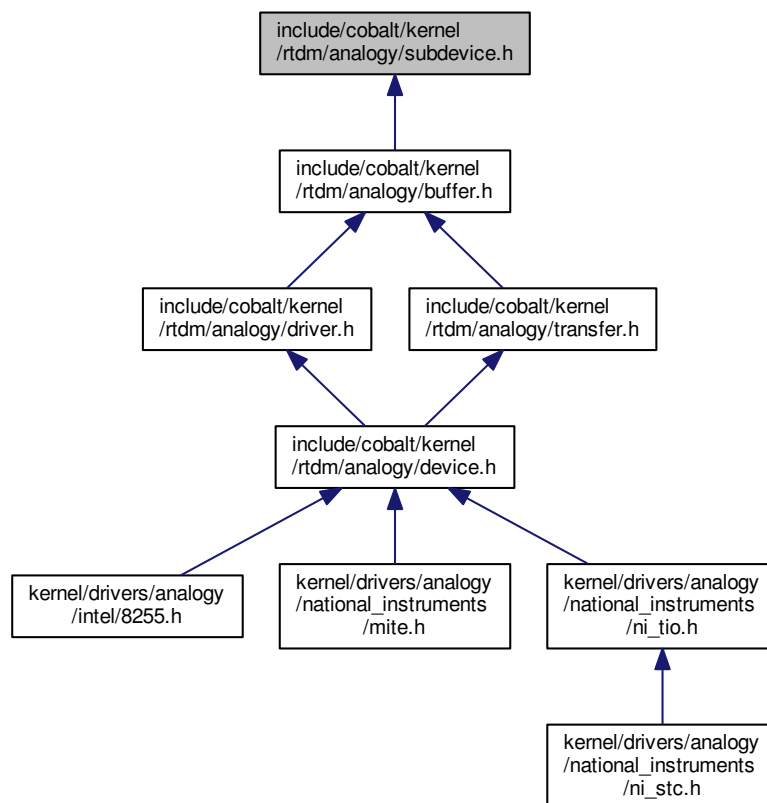 include/cobalt/kernel
/rtdm/analogy/subdevice.h
include/cobalt/kernel
/rtdm/analogy/buffer.h
include/cobalt/kernel
/rtdm/analogy/driver.h
include/cobalt/kernel
/rtdm/analogy/transfer.h
include/cobalt/kernel
/rtdm/analogy/device.h
kernel/drivers/analogy
/intel/8255.h
kernel/drivers/analogy
/national_instruments
/mite.h
kernel/drivers/analogy
/national_instruments
/ni_tio.h
kernel/drivers/analogy
/national_instruments
/ni_stc.h